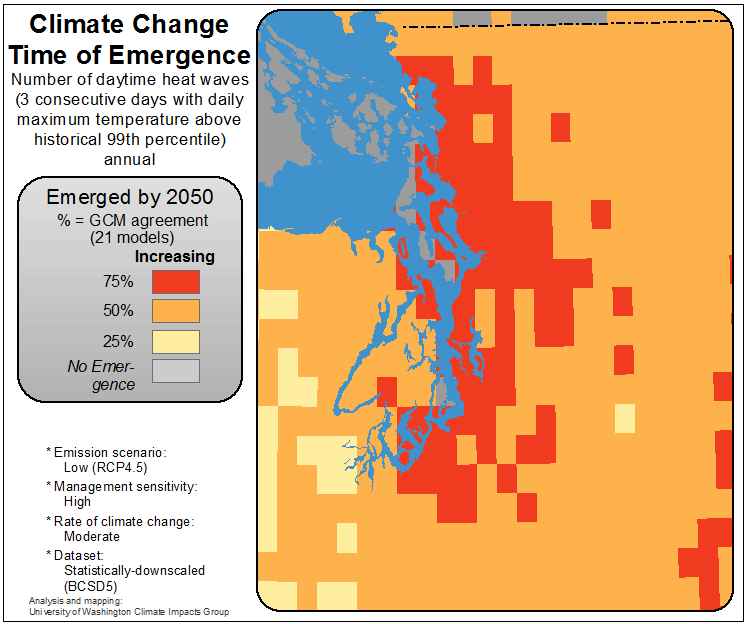 Climate Change
Time of Emergence
Number of daytime heat waves
(3 consecutive days with daily
maximum temperature above
historical 99th percentile)
annual
Emerged by 2050
% = GCM agreement
(21 models)
Increasing
75%
50%
25%
No Emer-
gence
* Emission scenario:
Low (RCP4.5)
* Management sensitivity:
High
* Rate of climate change:
Moderate
* Dataset:
Statistically-downscaled
(BCSD5)
Analysis and mapping:
University of Washington Climate Impacts Group